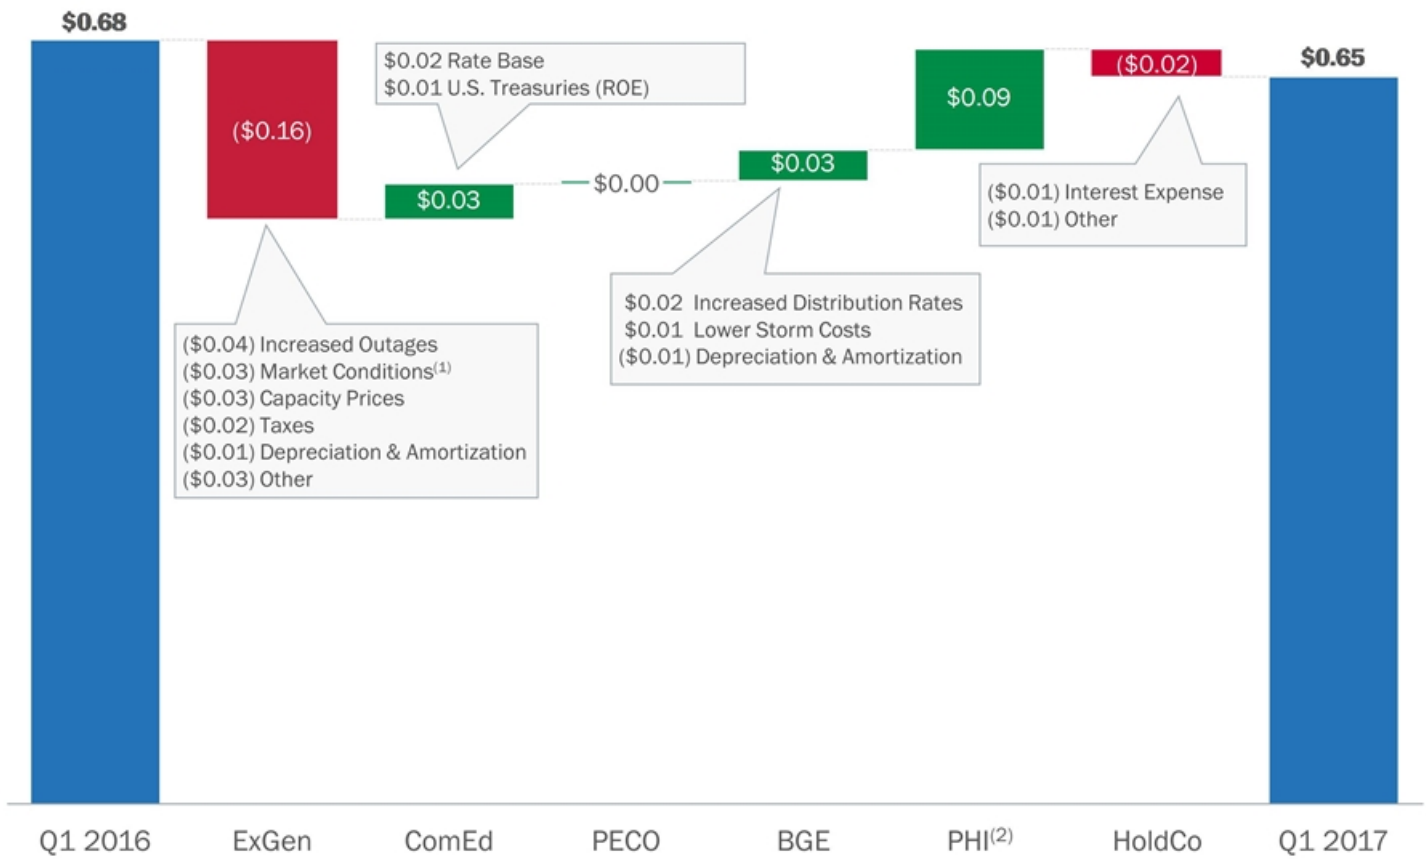 $0.68
($0.16)
$0.02 Rate Base
$0.01 U.S. Treasuries (ROE)
$0.03
$0.00
$0.03
$0.09
($0.02)
$0.65
($0.01) Interest Expense
($0.01) Other
$0.02 Increased Distribution Rates
$0.01 Lower Storm Costs
($0.01) Depreciation & Amortization
($0.04) Increased Outages
($0.03) Market Conditions(1)
($0.03) Capacity Prices
($0.02) Taxes
($0.01) Depreciation & Amortization
($0.03) Other
Q1 2016 ExGen ComEd PECO BGE PHI(2) HoldCo Q1 2017